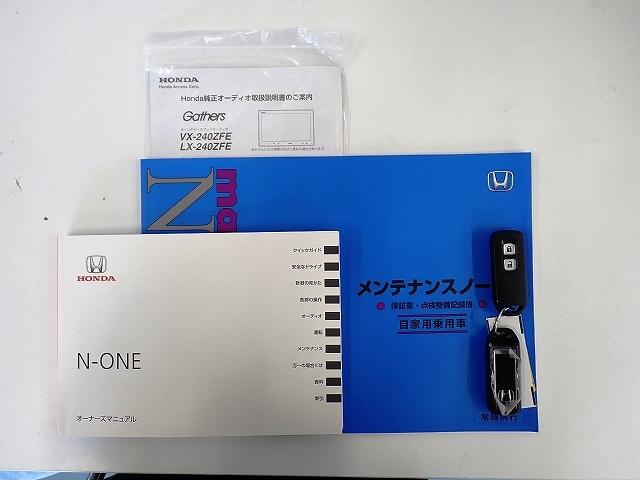 HONDA
Honda Access Corp.
Honda純正オーディオ取扱説明書のご案内
Gathers
VX-240ZFE
LX-240ZFE
ma
N
メンテナンスノー
保証書・点検整備記録簿
自家用乗用車
HONDA
N-ONE
オーナーズマニュアル
クイックガイド
安全なドライブ
計器の見かた
各部の操作
オーディオ
運転
メンテナンス
万一の場合には
資料
索引